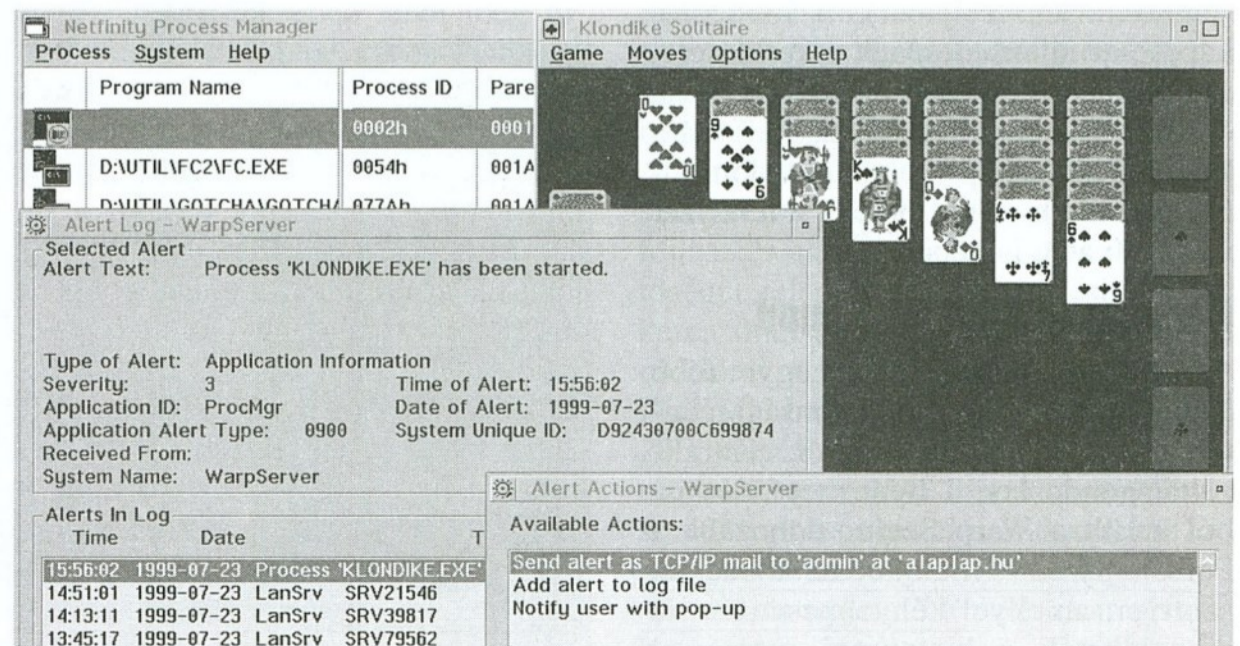 Netfinity Process Manager
Process System Help
Program Name Process ID Pare
0002h 0001
D:\UTIL\FC2\FC.EXE 0054h 001A
D:\UTIL\GOTCHA\GOTCHA 077Ah 001A
Klondike Solitaire
Game Moves Options Help
Alert Log - WarpServer
Selected Alert
Alert Text: Process 'KLONDIKE.EXE' has been started.
Type of Alert: Application Information
Severity: 3 Time of Alert: 15:56:02
Application ID: ProcMgr Date of Alert: 1999-07-23
Application Alert Type: 0900 System Unique ID: D92430700C699874
Received From:
System Name: WarpServer
Alerts In Log
Time Date T
15:56:02 1999-07-23 Process 'KLONDIKE.EXE'
14:51:01 1999-07-23 LanSrv SRV21546
14:13:11 1999-07-23 LanSrv SRV39817
13:45:17 1999-07-23 LanSrv SRV79562
Alert Actions - WarpServer
Available Actions:
Send alert as TCP/IP mail to 'admin' at 'alaplap.hu'
Add alert to log file
Notify user with pop-up